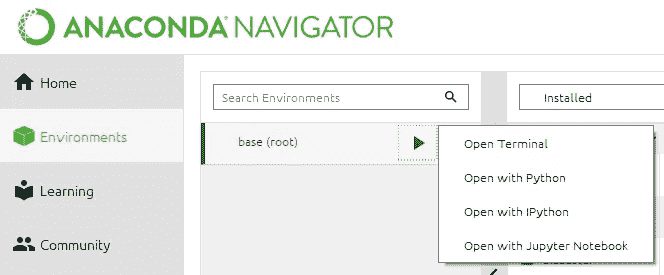 ANACONDA NAVIGATOR
Home
Environments
Learning
Community
Search Environments
base (root)
Installed
Open Terminal
Open with Python
Open with IPython
Open with Jupyter Notebook